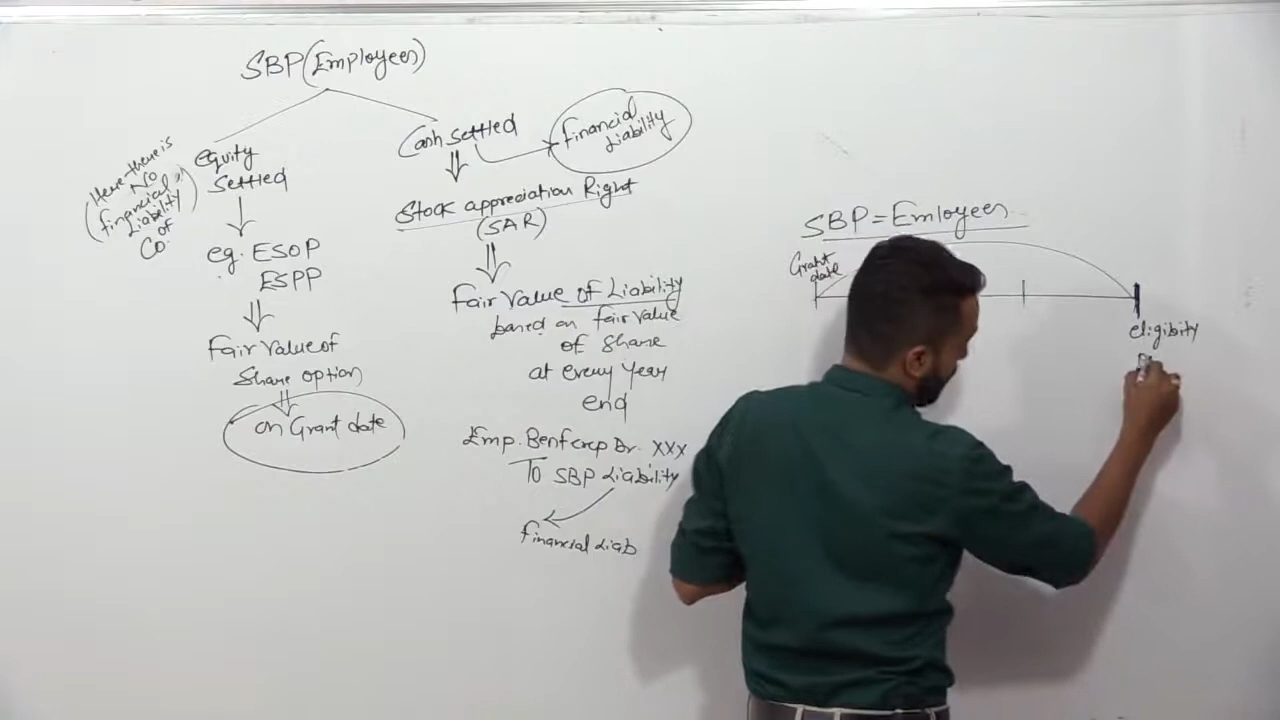 SBP (Employees)
equity
Settled
(Here there is
No
financial
Liability
of
CO.)
eg. ESOP
ESPP
Fair Value of
Share option
on Grant date
Cash Settled
financial
Liability
Stock appreciation Right
(SAR)
Fair Value of Liability
based on fair value
of Share
at every year
end
Emp. Benf exp Dr. XXX
To SBP Liability
financial Liab
SBP = Emloyees
Grant
date
eligibity